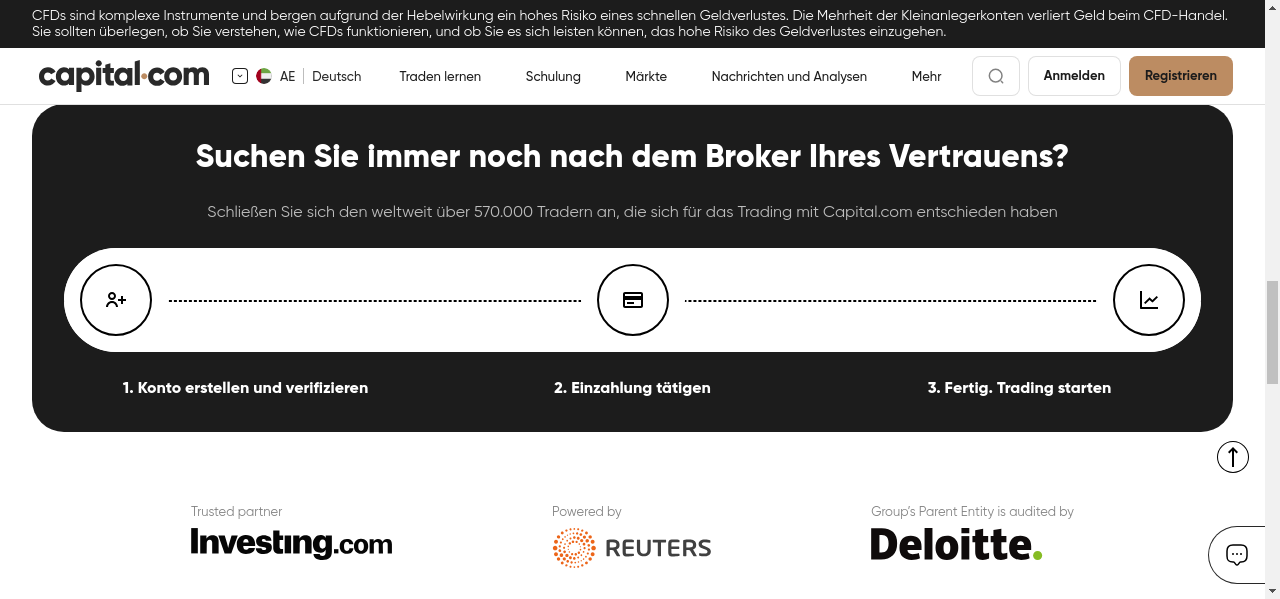 CFDs sind komplexe Instrumente und bergen aufgrund der Hebelwirkung ein hohes Risiko eines schnellen Geldverlustes. Die Mehrheit der Kleinanlegerkonten verliert Geld beim CFD-Handel.
Sie sollten überlegen, ob Sie verstehen, wie CFDs funktionieren, und ob Sie es sich leisten können, das hohe Risiko des Geldverlustes einzugehen.
capital.com AE Deutsch Traden lernen Schulung Märkte Nachrichten und Analysen Mehr Anmelden Registrieren
Suchen Sie immer noch nach dem Broker Ihres Vertrauens?
Schließen Sie sich den weltweit über 570.000 Tradern an, die sich für das Trading mit Capital.com entschieden haben
1. Konto erstellen und verifizieren 2. Einzahlung tätigen 3. Fertig. Trading starten
Trusted partner Powered by Group's Parent Entity is audited by
Investing.com REUTERS Deloitte.